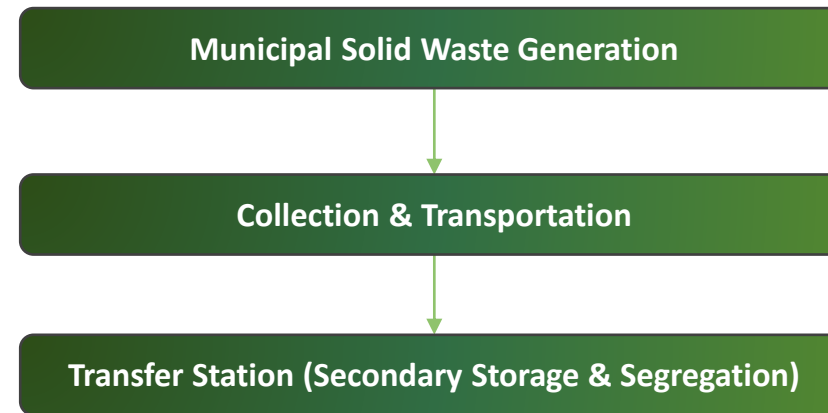 Municipal Solid Waste Generation
Collection & Transportation
Transfer Station (Secondary Storage & Segregation)